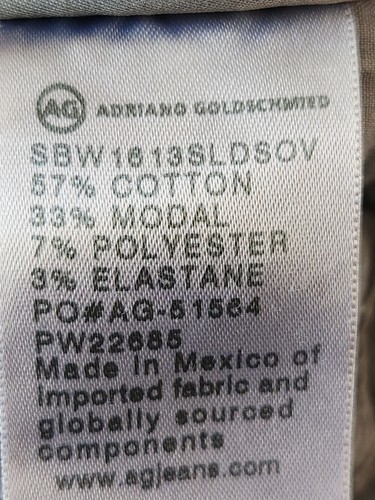 AG ADRIANO GOLDSCHMIED
SBW1613SLDSOV
57% COTTON
33% MODAL
7% POLYESTER
3% ELASTANE
PO#AG-51564
PW22685
Made in Mexico of
imported fabric and
globally sourced
components
www.agjeans.com